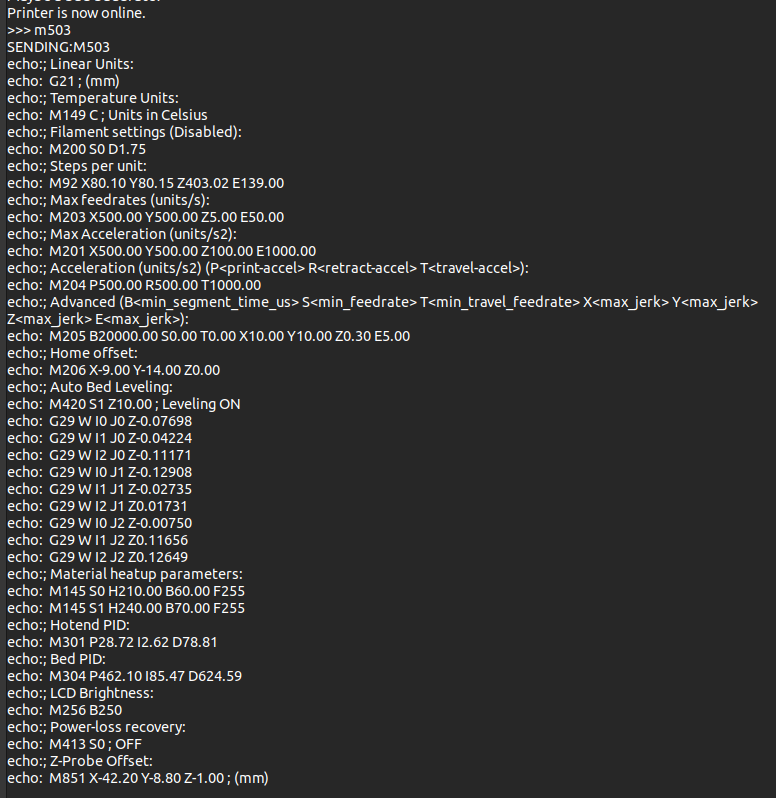 Printer is now online.
>>> m503
SENDING:M503
echo:; Linear Units:
echo:  G21 ; (mm)
echo:; Temperature Units:
echo:  M149 C ; Units in Celsius
echo:; Filament settings (Disabled):
echo:  M200 S0 D1.75
echo:; Steps per unit:
echo:  M92 X80.10 Y80.15 Z403.02 E139.00
echo:; Max feedrates (units/s):
echo:  M203 X500.00 Y500.00 Z5.00 E50.00
echo:; Max Acceleration (units/s2):
echo:  M201 X500.00 Y500.00 Z100.00 E1000.00
echo:; Acceleration (units/s2) (P<print-accel> R<retract-accel> T<travel-accel>):
echo:  M204 P500.00 R500.00 T1000.00
echo:; Advanced (B<min_segment_time_us> S<min_feedrate> T<min_travel_feedrate> X<max_jerk> Y<max_jerk>
Z<max_jerk> E<max_jerk>):
echo:  M205 B20000.00 S0.00 T0.00 X10.00 Y10.00 Z0.30 E5.00
echo:; Home offset:
echo:  M206 X-9.00 Y-14.00 Z0.00
echo:; Auto Bed Leveling:
echo:  M420 S1 Z10.00 ; Leveling ON
echo:  G29 W I0 J0 Z-0.07698
echo:  G29 W I1 J0 Z-0.04224
echo:  G29 W I2 J0 Z-0.11171
echo:  G29 W I0 J1 Z-0.12908
echo:  G29 W I1 J1 Z-0.02735
echo:  G29 W I2 J1 Z0.01731
echo:  G29 W I0 J2 Z-0.00750
echo:  G29 W I1 J2 Z0.11656
echo:  G29 W I2 J2 Z0.12649
echo:; Material heatup parameters:
echo:  M145 S0 H210.00 B60.00 F255
echo:  M145 S1 H240.00 B70.00 F255
echo:; Hotend PID:
echo:  M301 P28.72 I2.62 D78.81
echo:; Bed PID:
echo:  M304 P462.10 I85.47 D624.59
echo:; LCD Brightness:
echo:  M256 B250
echo:; Power-loss recovery:
echo:  M413 S0 ; OFF
echo:; Z-Probe Offset:
echo:  M851 X-42.20 Y-8.80 Z-1.00 ; (mm)